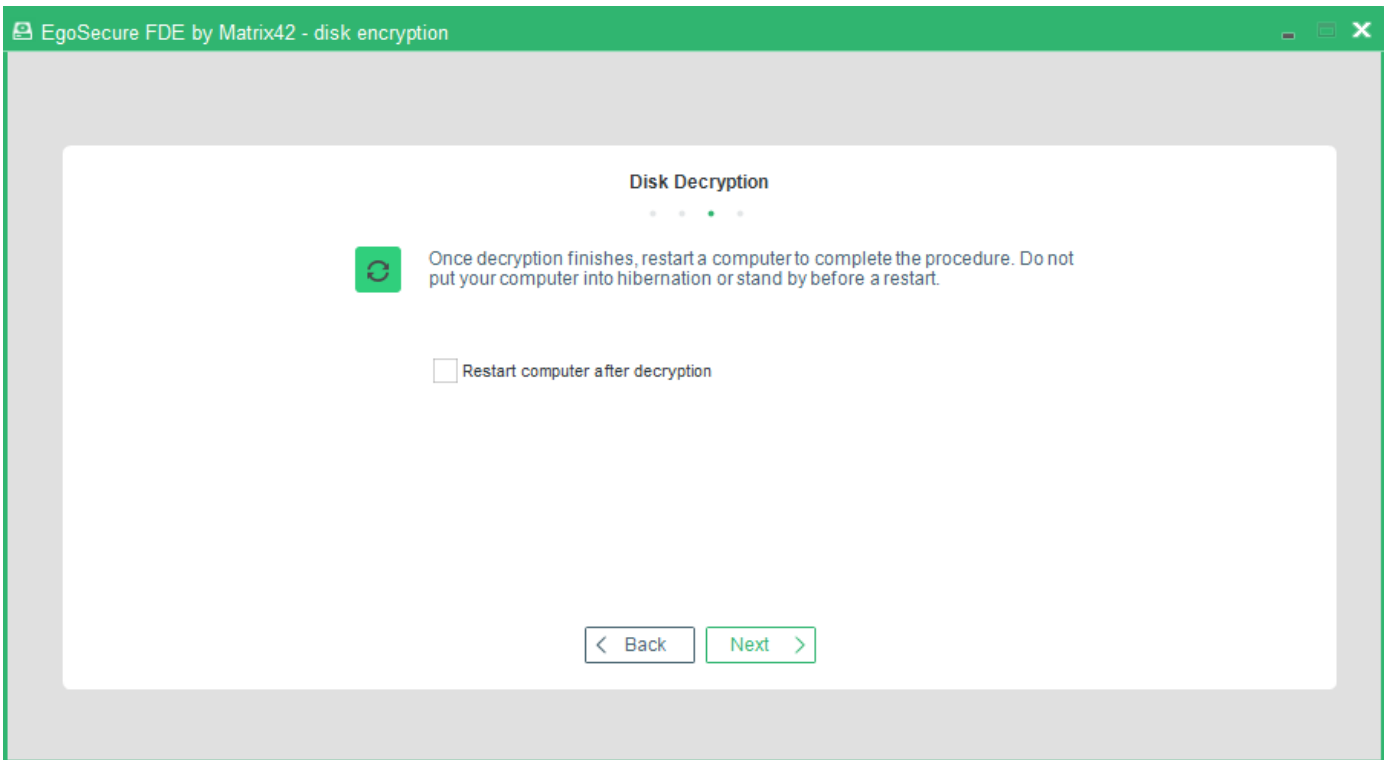 EgoSecure FDE by Matrix42 - disk encryption
Disk Decryption
Once decryption finishes, restart a computer to complete the procedure. Do not
put your computer into hibernation or stand by before a restart.
Restart computer after decryption
Back
Next